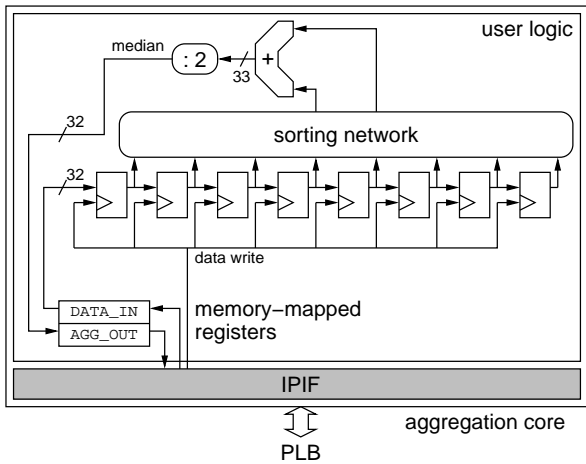 user logic
median
: 2
33
+
32
sorting network
32
data write
DATA_IN
AGG_OUT
memory−mapped
registers
IPIF
aggregation core
PLB